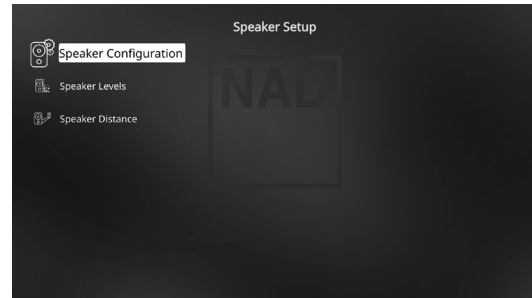 Speaker Setup
Speaker Configuration
NAD
Speaker Levels
Speaker Distance